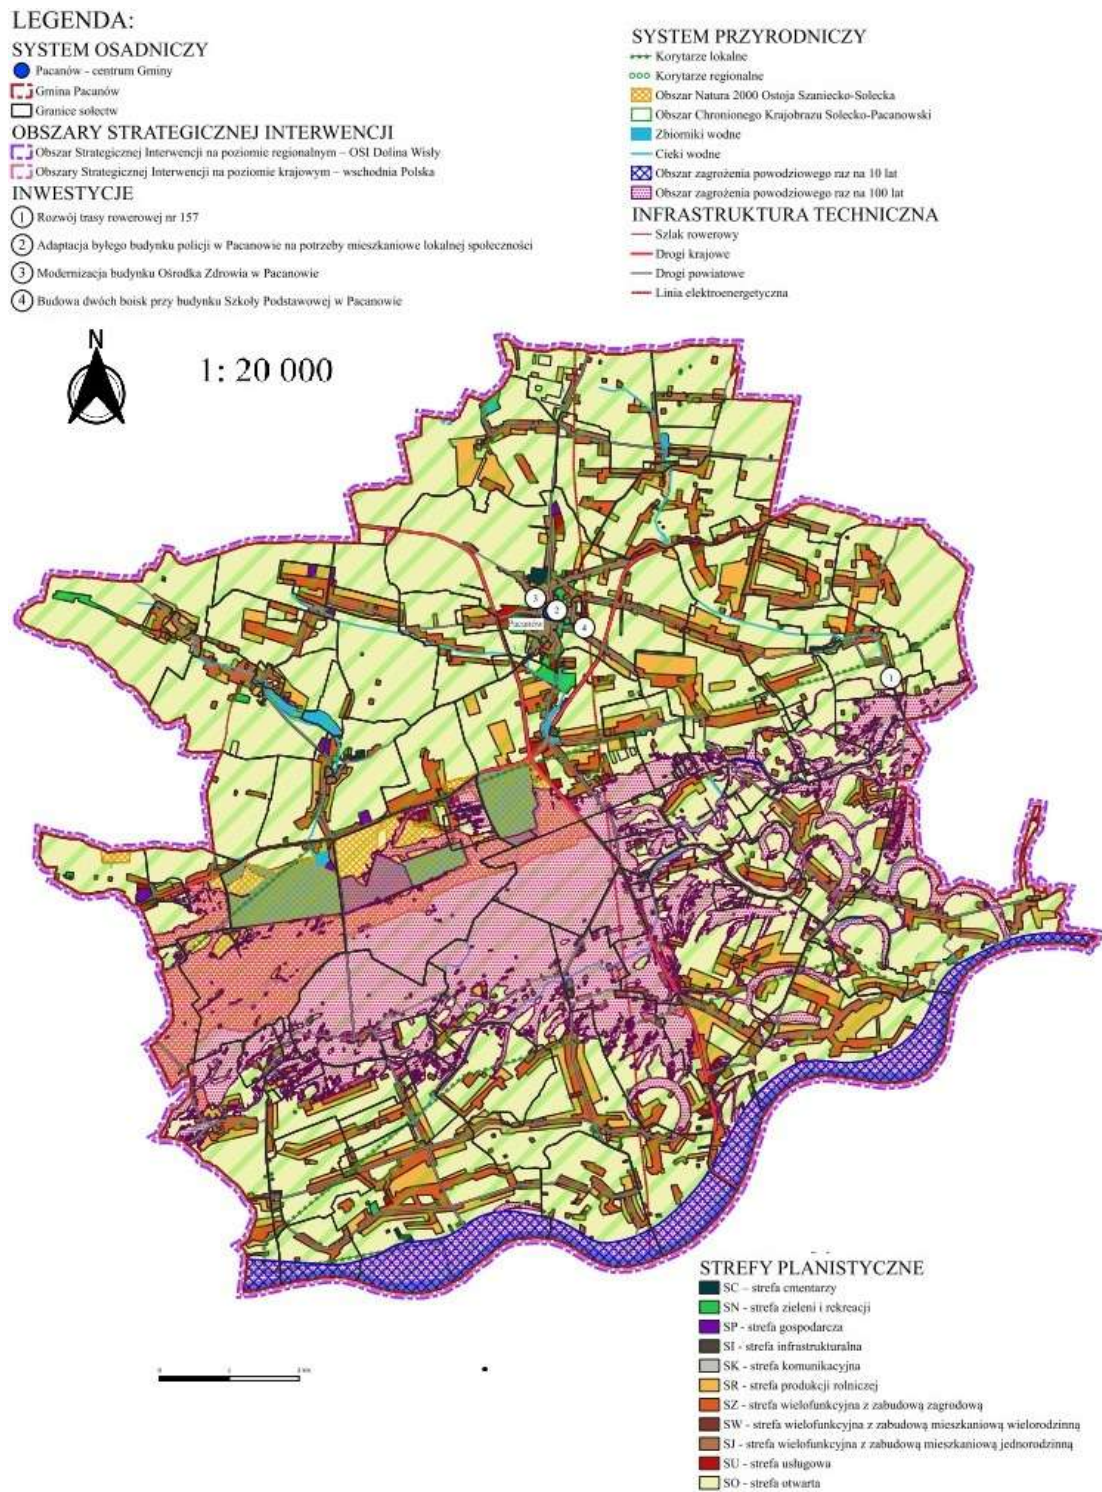 LEGENDA:
SYSTEM OSADNICZY
Pacanów - centrum Gminy
Gmina Pacanów
Granice sołectw
OBSZARY STRATEGICZNEJ INTERWENCJI
Obszar Strategicznej Interwencji na poziomie regionalnym – OSI Dolina Wisły
Obszary Strategicznej Interwencji na poziomie krajowym – wschodnia Polska
INWESTYCJE
1 Rozwój trasy rowerowej nr 157
2 Adaptacja byłego budynku policji w Pacanowie na potrzeby mieszkaniowe lokalnej społeczności
3 Modernizacja budynku Ośrodka Zdrowia w Pacanowie
4 Budowa dwóch boisk przy budynku Szkoły Podstawowej w Pacanowie
SYSTEM PRZYRODNICZY
Korytarze lokalne
Korytarze regionalne
Obszar Natura 2000 Ostoja Szaniecko-Solecka
Obszar Chronionego Krajobrazu Solecko-Pacanowski
Zbiorniki wodne
Cieki wodne
Obszar zagrożenia powodziowego raz na 10 lat
Obszar zagrożenia powodziowego raz na 100 lat
INFRASTRUKTURA TECHNICZNA
Szlak rowerowy
Drogi krajowe
Drogi powiatowe
Linia elektroenergetyczna
N
1: 20 000
3
2
Pacanów
4
1
STREFY PLANISTYCZNE
SC – strefa cmentarzy
SN - strefa zieleni i rekreacji
SP - strefa gospodarcza
SI - strefa infrastrukturalna
SK - strefa komunikacyjna
SR - strefa produkcji rolniczej
SZ - strefa wielofunkcyjna z zabudową zagrodową
SW - strefa wielofunkcyjna z zabudową mieszkaniową wielorodzinną
SJ - strefa wielofunkcyjna z zabudową mieszkaniową jednorodzinną
SU - strefa usługowa
SO - strefa otwarta